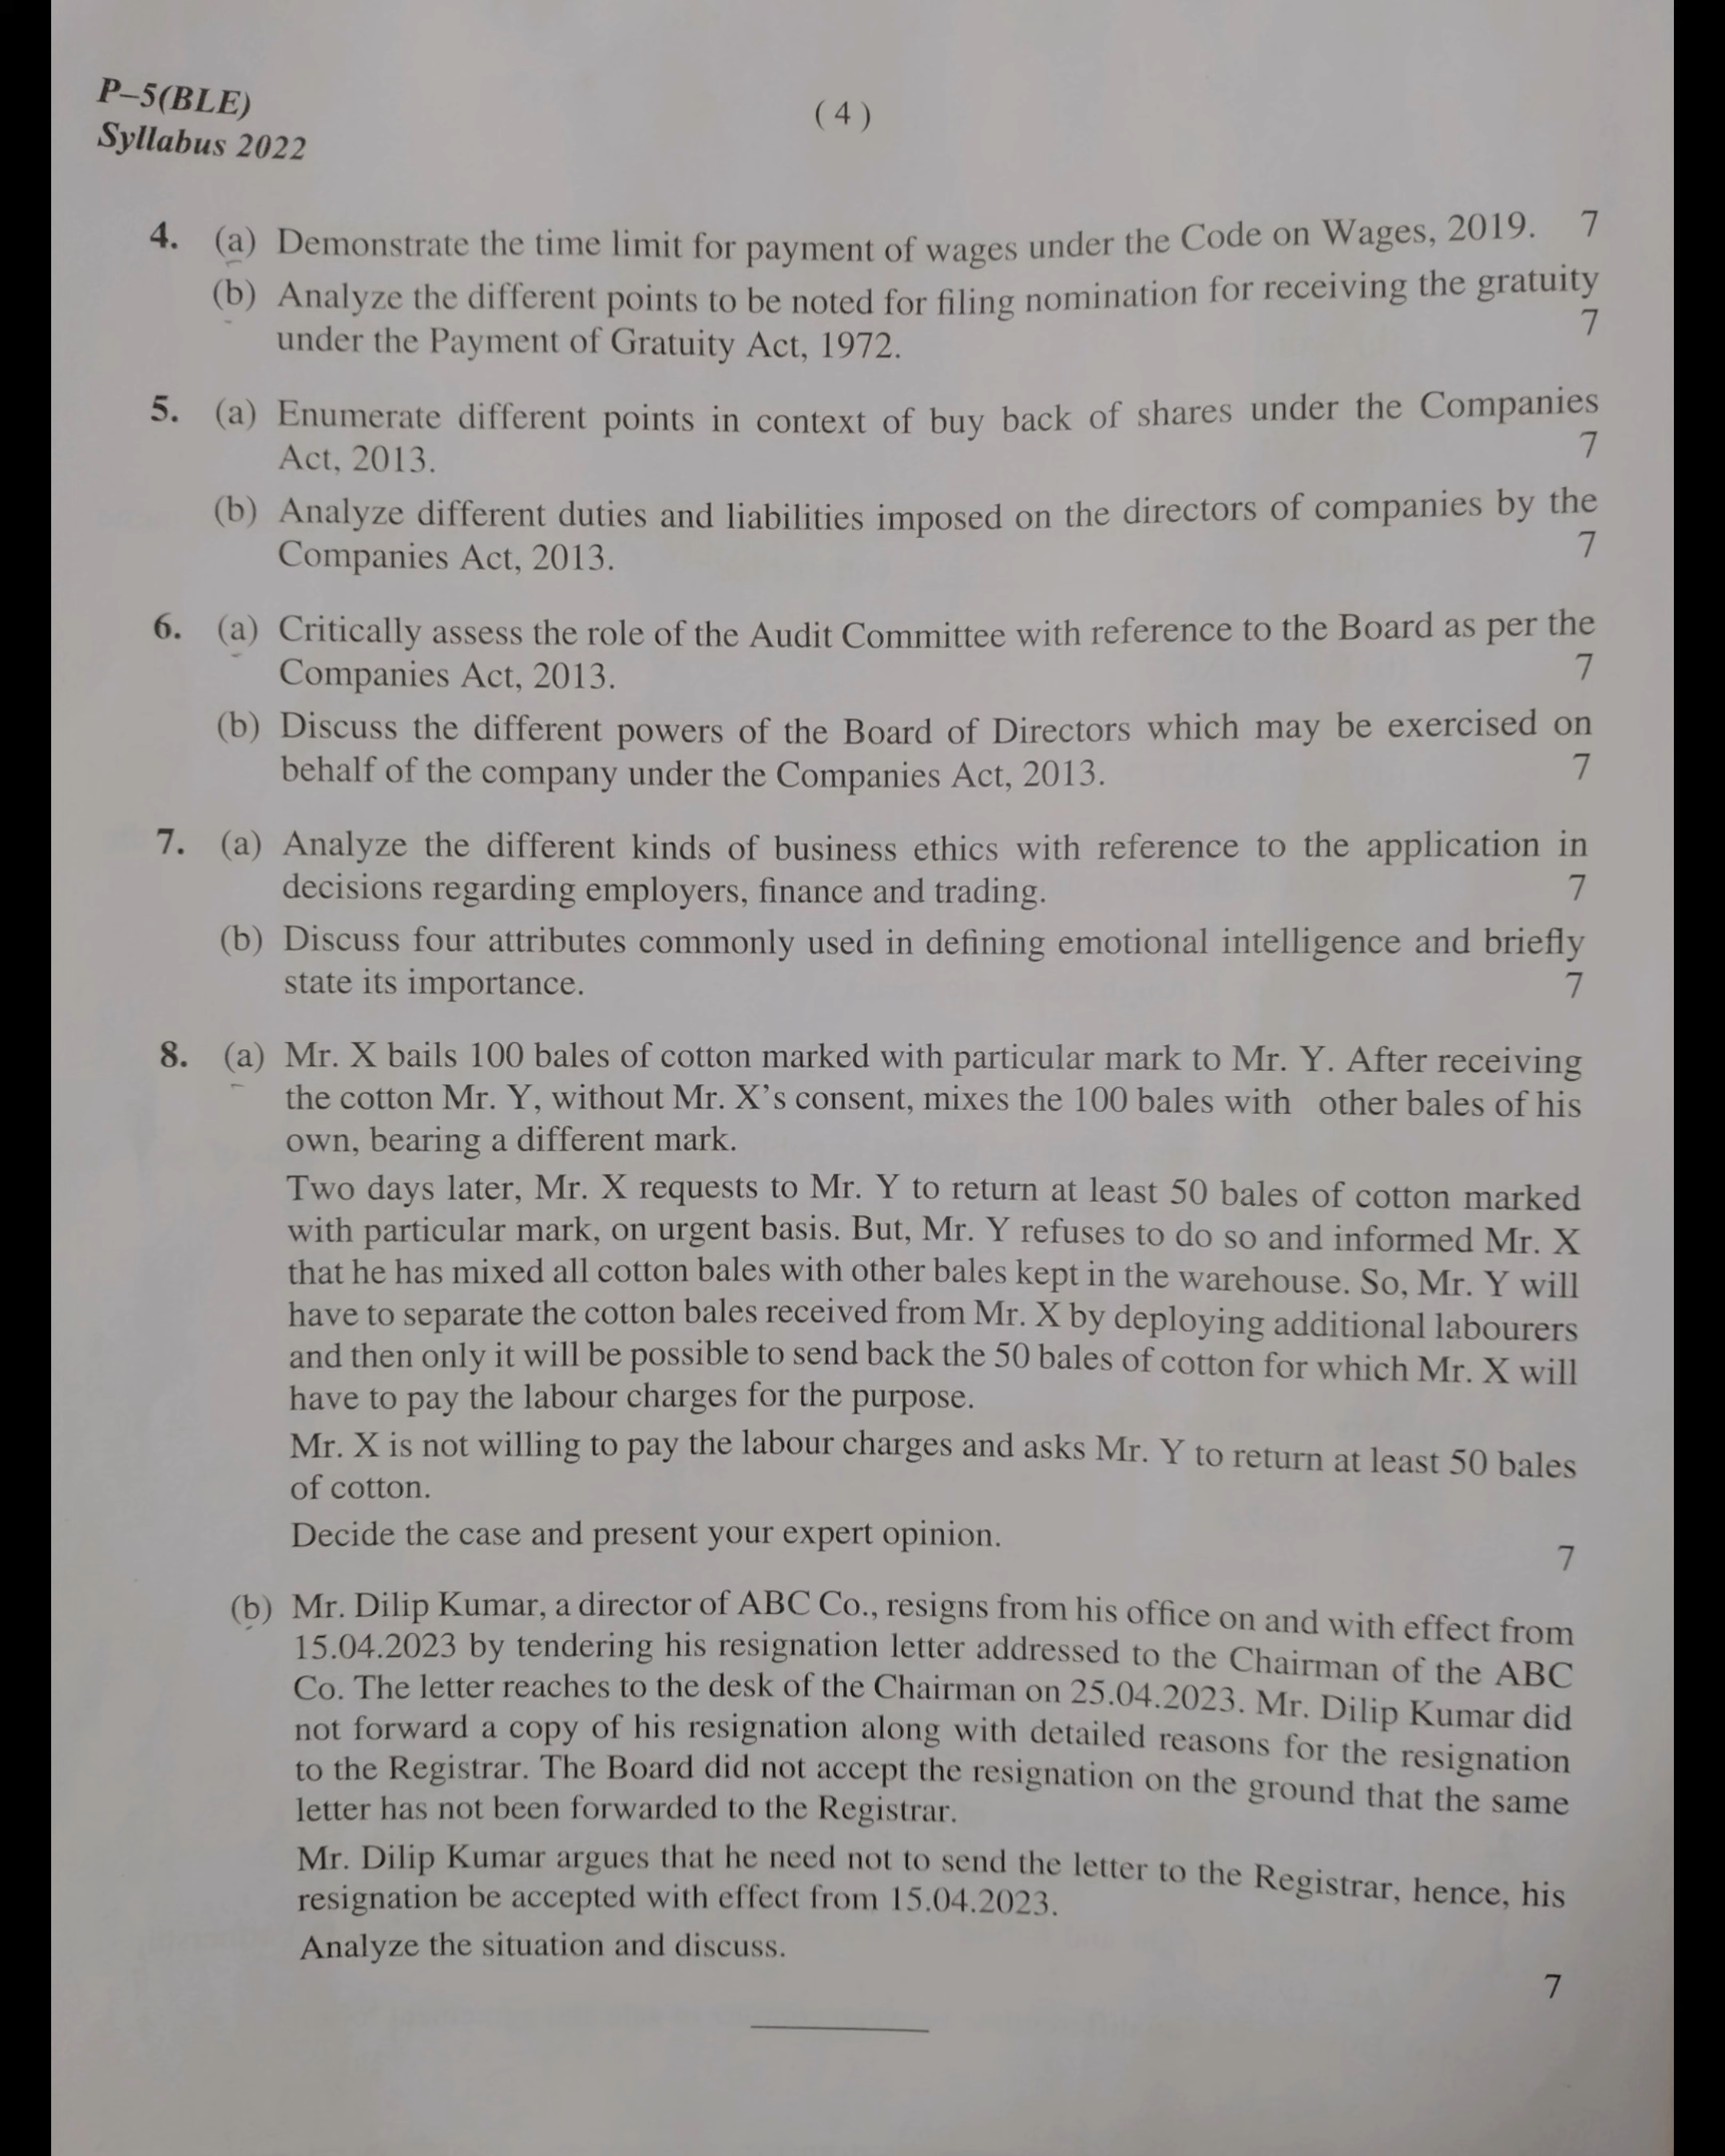 P–5(BLE)
( 4 )
Syllabus 2022
4. (a) Demonstrate the time limit for payment of wages under the Code on Wages, 2019. 7
(b) Analyze the different points to be noted for filing nomination for receiving the gratuity
under the Payment of Gratuity Act, 1972. 7
5. (a) Enumerate different points in context of buy back of shares under the Companies
Act, 2013. 7
(b) Analyze different duties and liabilities imposed on the directors of companies by the
Companies Act, 2013. 7
6. (a) Critically assess the role of the Audit Committee with reference to the Board as per the
Companies Act, 2013. 7
(b) Discuss the different powers of the Board of Directors which may be exercised on
behalf of the company under the Companies Act, 2013. 7
7. (a) Analyze the different kinds of business ethics with reference to the application in
decisions regarding employers, finance and trading. 7
(b) Discuss four attributes commonly used in defining emotional intelligence and briefly
state its importance. 7
8. (a) Mr. X bails 100 bales of cotton marked with particular mark to Mr. Y. After receiving
the cotton Mr. Y, without Mr. X’s consent, mixes the 100 bales with other bales of his
own, bearing a different mark.
Two days later, Mr. X requests to Mr. Y to return at least 50 bales of cotton marked
with particular mark, on urgent basis. But, Mr. Y refuses to do so and informed Mr. X
that he has mixed all cotton bales with other bales kept in the warehouse. So, Mr. Y will
have to separate the cotton bales received from Mr. X by deploying additional labourers
and then only it will be possible to send back the 50 bales of cotton for which Mr. X will
have to pay the labour charges for the purpose.
Mr. X is not willing to pay the labour charges and asks Mr. Y to return at least 50 bales
of cotton.
Decide the case and present your expert opinion. 7
(b) Mr. Dilip Kumar, a director of ABC Co., resigns from his office on and with effect from
15.04.2023 by tendering his resignation letter addressed to the Chairman of the ABC
Co. The letter reaches to the desk of the Chairman on 25.04.2023. Mr. Dilip Kumar did
not forward a copy of his resignation along with detailed reasons for the resignation
to the Registrar. The Board did not accept the resignation on the ground that the same
letter has not been forwarded to the Registrar.
Mr. Dilip Kumar argues that he need not to send the letter to the Registrar, hence, his
resignation be accepted with effect from 15.04.2023.
Analyze the situation and discuss.
7